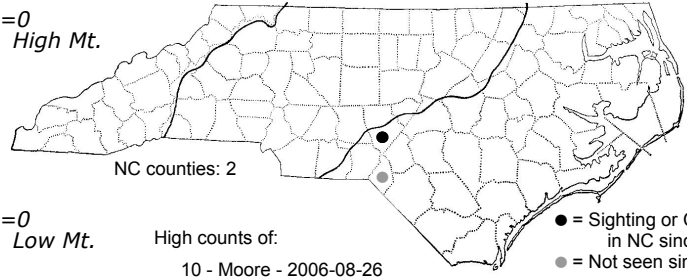 =0
High Mt.
NC counties: 2
=0
Low Mt.
High counts of:
10 - Moore - 2006-08-26
● = Sighting or C
in NC sinc
● = Not seen sin